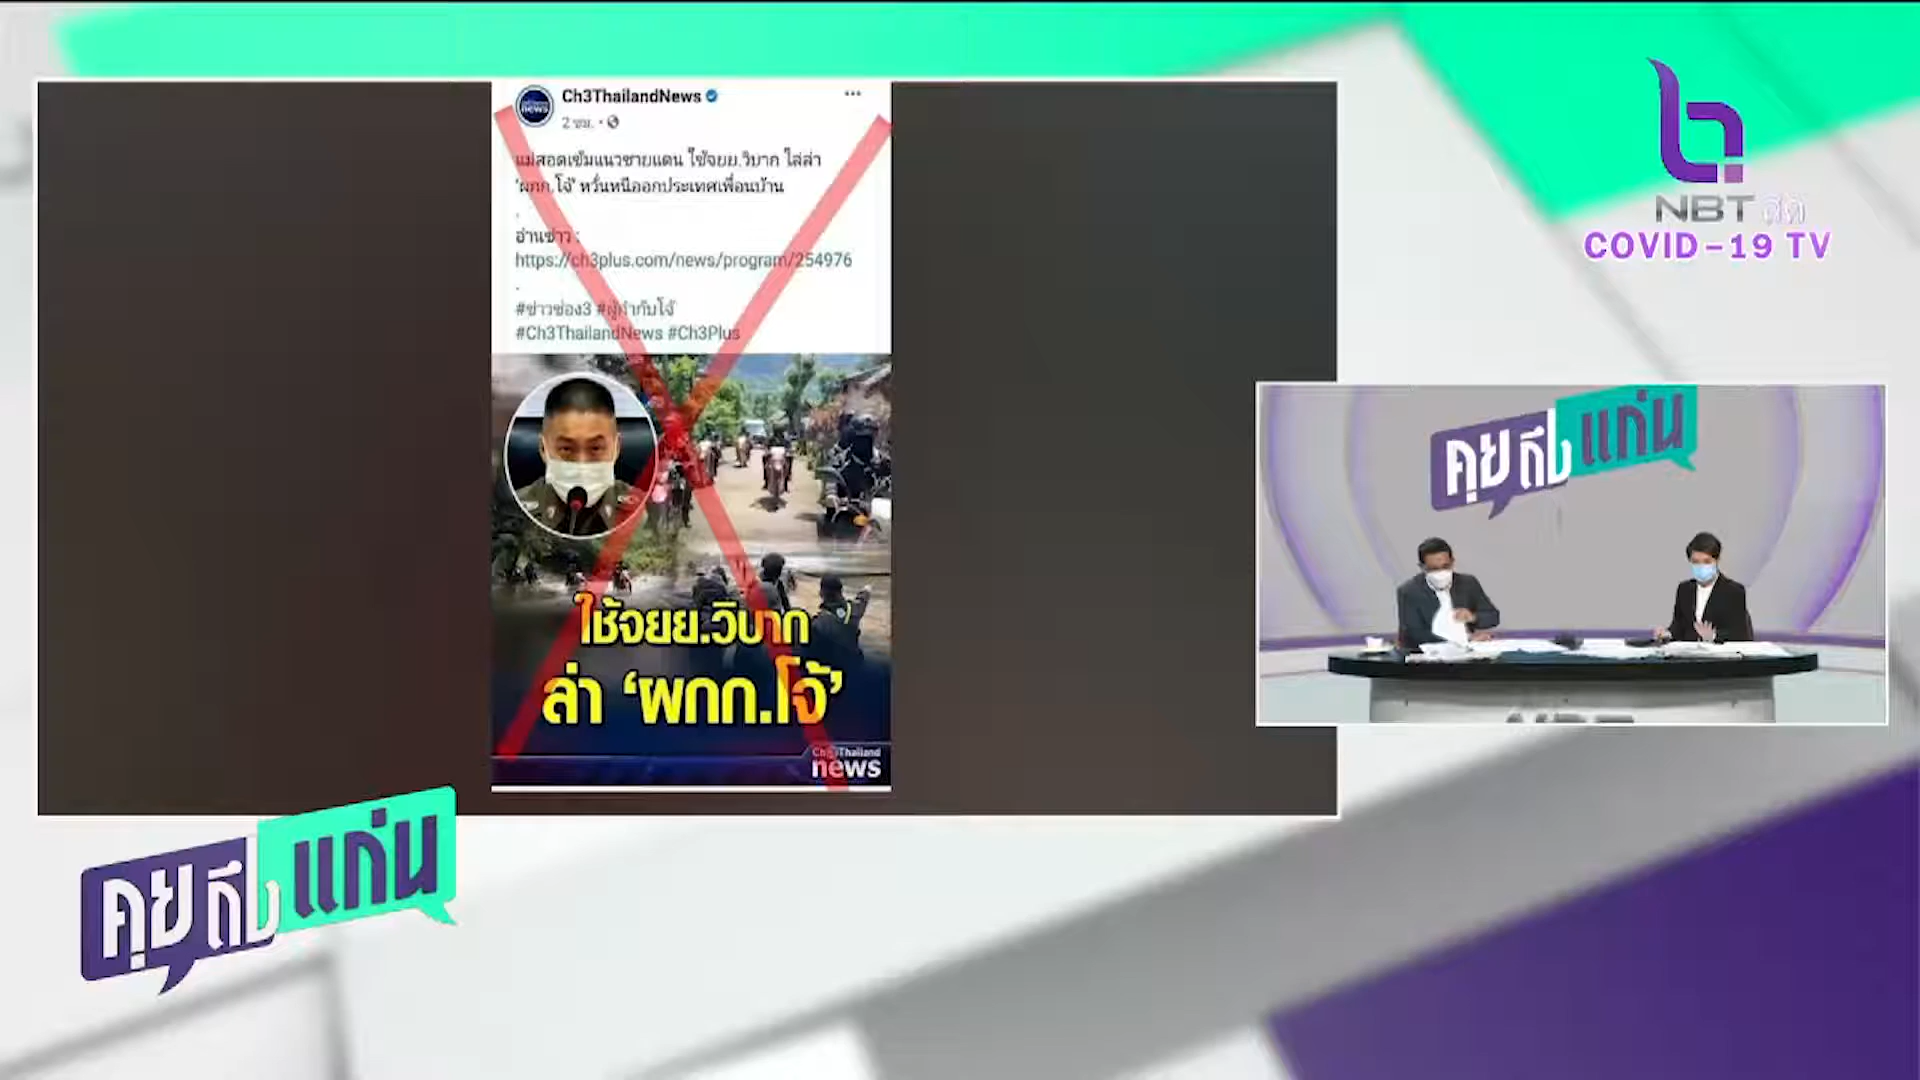 Ch3ThailandNews
2 ชม.
แม่สอดเข้มแนวชายแดน ใช้จยย.วิบาก ไล่ล่า
'ผกก.โจ้' หวั่นหนีออกประเทศเพื่อนบ้าน
.
อ่านข่าว :
https://ch3plus.com/news/program/254976
.
#ข่าวช่อง3 #ผู้กำกับโจ้
#Ch3ThailandNews #Ch3Plus
news
ใช้จยย.วิบาก
ล่า 'ผกก.โจ้'
Ch3Thailand
news
NBT สด
COVID-19 TV
คุยถึงแก่น
คุยถึงแก่น